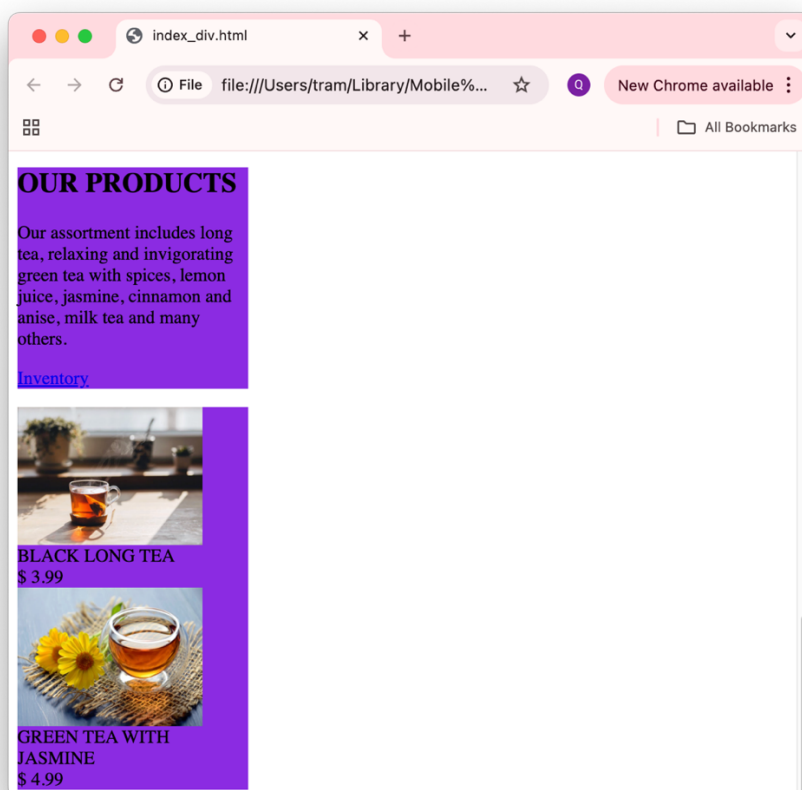 index_div.html
File
file:///Users/tram/Library/Mobile%...
Q
New Chrome available
All Bookmarks
OUR PRODUCTS
Our assortment includes long
tea, relaxing and invigorating
green tea with spices, lemon
juice, jasmine, cinnamon and
anise, milk tea and many
others.
Inventory
BLACK LONG TEA
$ 3.99
GREEN TEA WITH
JASMINE
$ 4.99